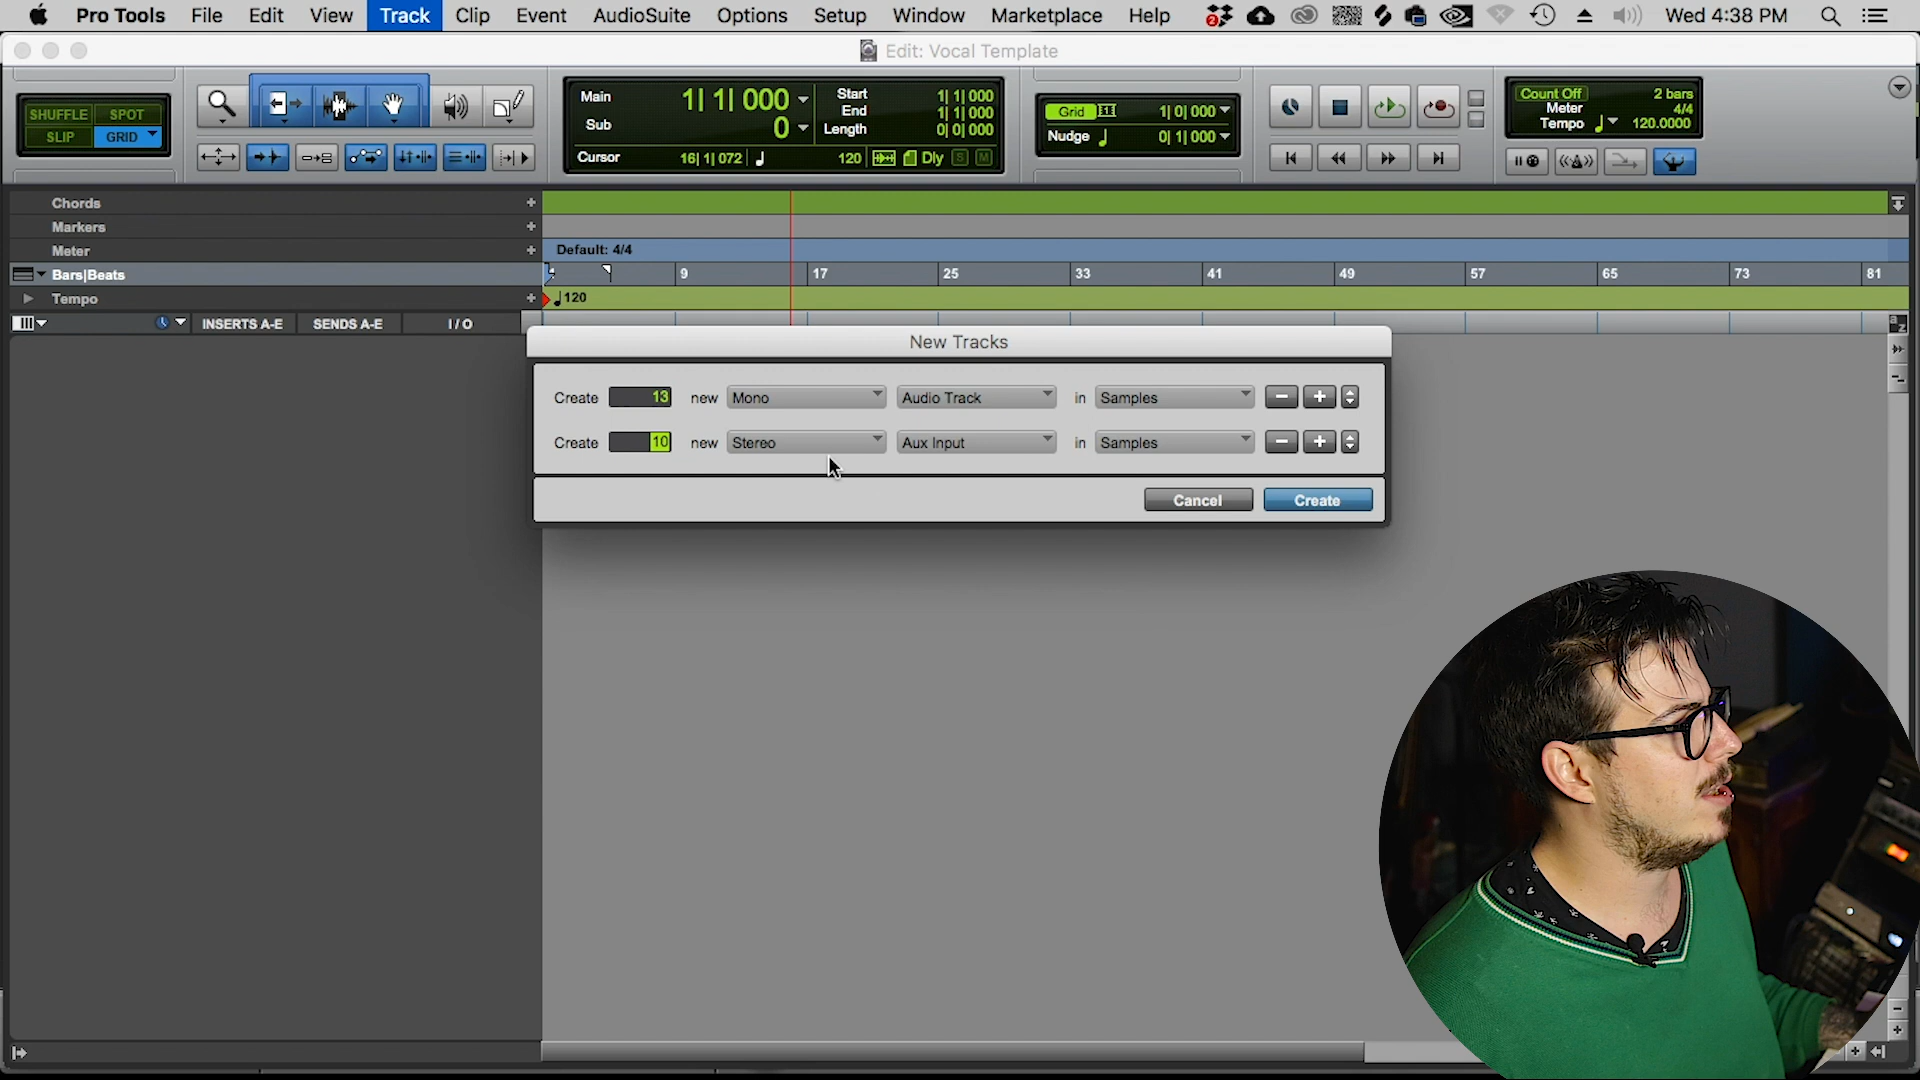 Pro Tools File Edit View Track Clip Event AudioSuite Options Setup Window Marketplace Help 2 Wed 4:38 PM
Edit: Vocal Template
SHUFFLE SPOT
SLIP GRID
Main 1| 1| 000
Sub 0
Start 1| 1| 000
End 1| 1| 000
Length 0| 0| 000
Cursor 16| 1| 072 120 Dly S M
Grid 1| 0| 000
Nudge 0| 1| 000
Count Off 2 bars
Meter 4/4
Tempo 120.0000
Chords
Markers
Meter Default: 4/4
Bars|Beats 9 17 25 33 41 49 57 65 73 81
Tempo 120
INSERTS A-E SENDS A-E I / O
a z
New Tracks
Create 13 new Mono Audio Track in Samples
Create 10 new Stereo Aux Input in Samples
Cancel Create